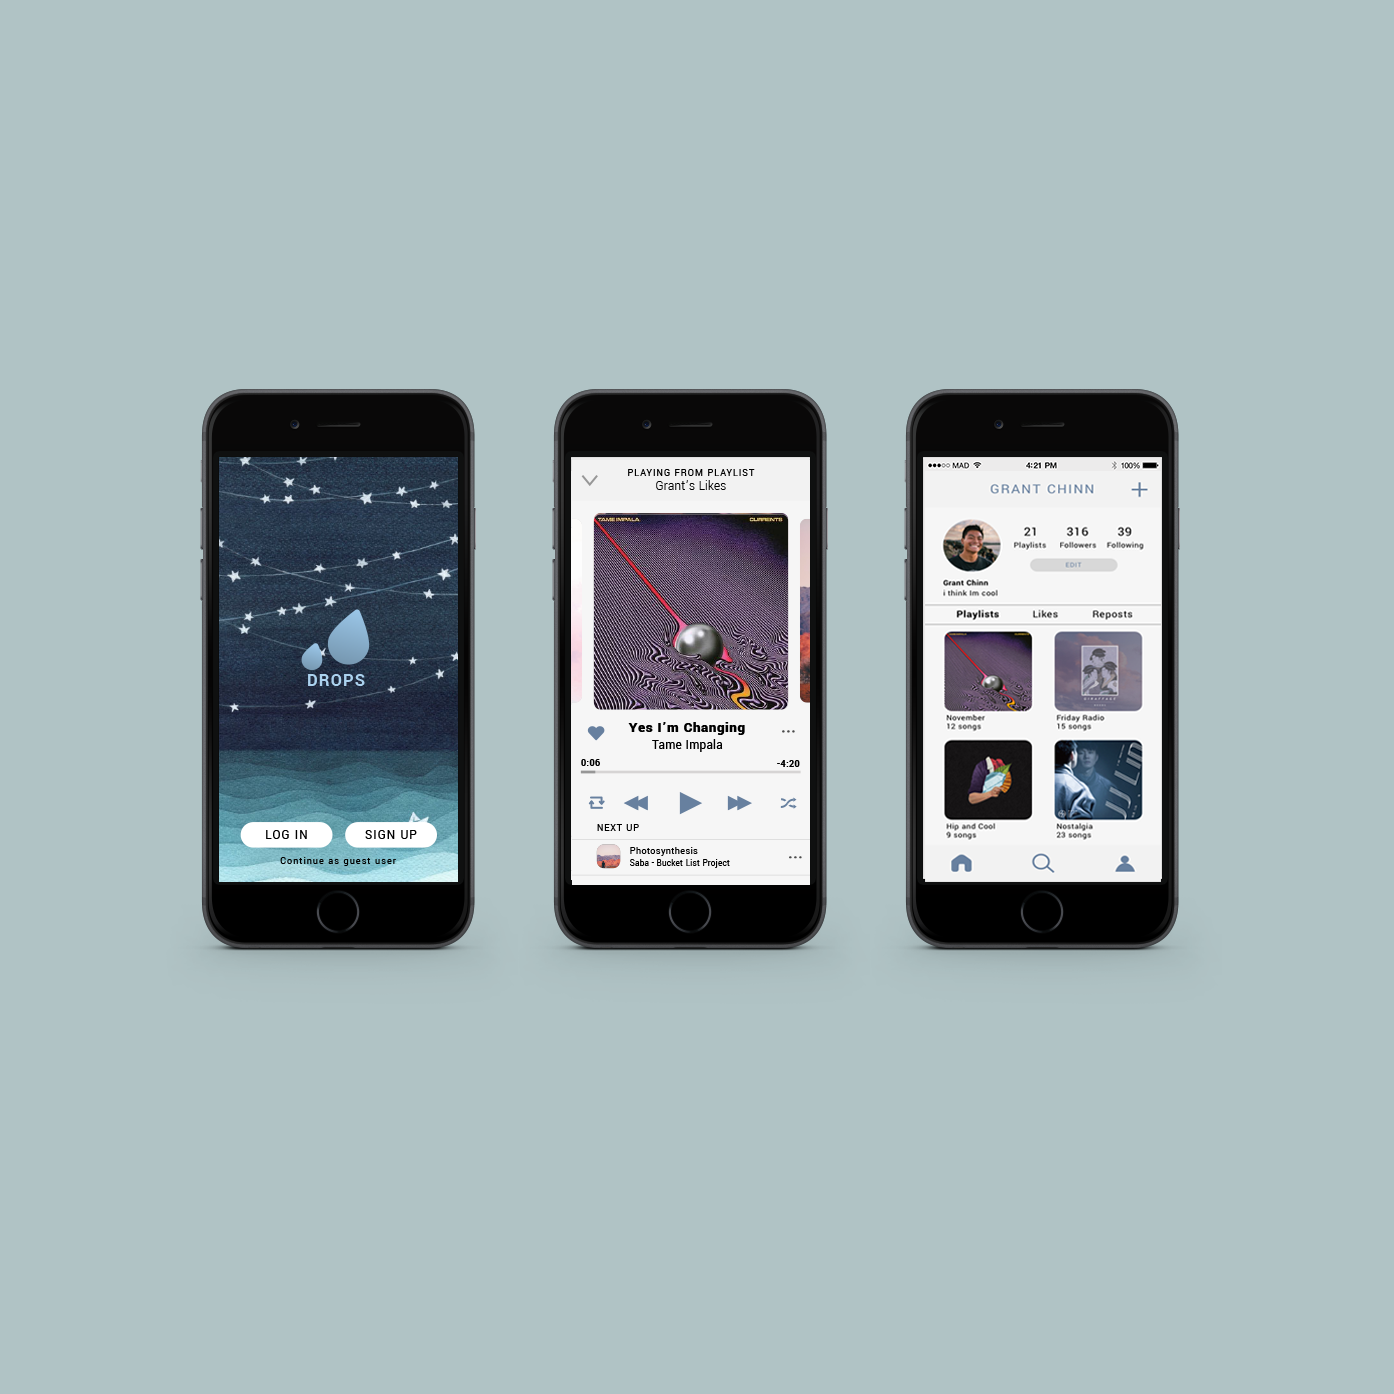 DROPS
LOG IN
SIGN UP
Continue as guest user
PLAYING FROM PLAYLIST
Grant's Likes
TAME IMPALA
CURRENTS
Yes I'm Changing
Tame Impala
0:06
-4:20
NEXT UP
Photosynthesis
Saba - Bucket List Project
MAD
4:21 PM
100%
GRANT CHINN
21
316
39
Playlists
Followers
Following
EDIT
Grant Chinn
i think Im cool
Playlists
Likes
Reposts
November
12 songs
Friday Radio
15 songs
Hip and Cool
9 songs
Nostalgia
23 songs